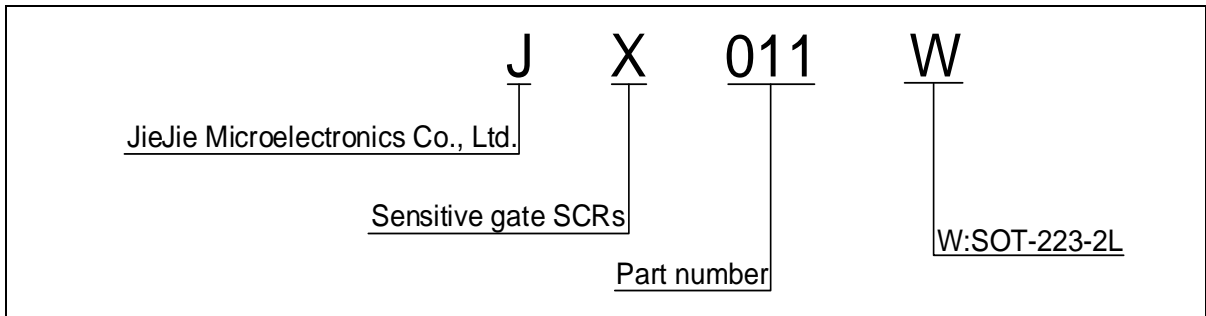 J X 011 W
JieJie Microelectronics Co., Ltd.
Sensitive gate SCRs
W:SOT-223-2L
Part number